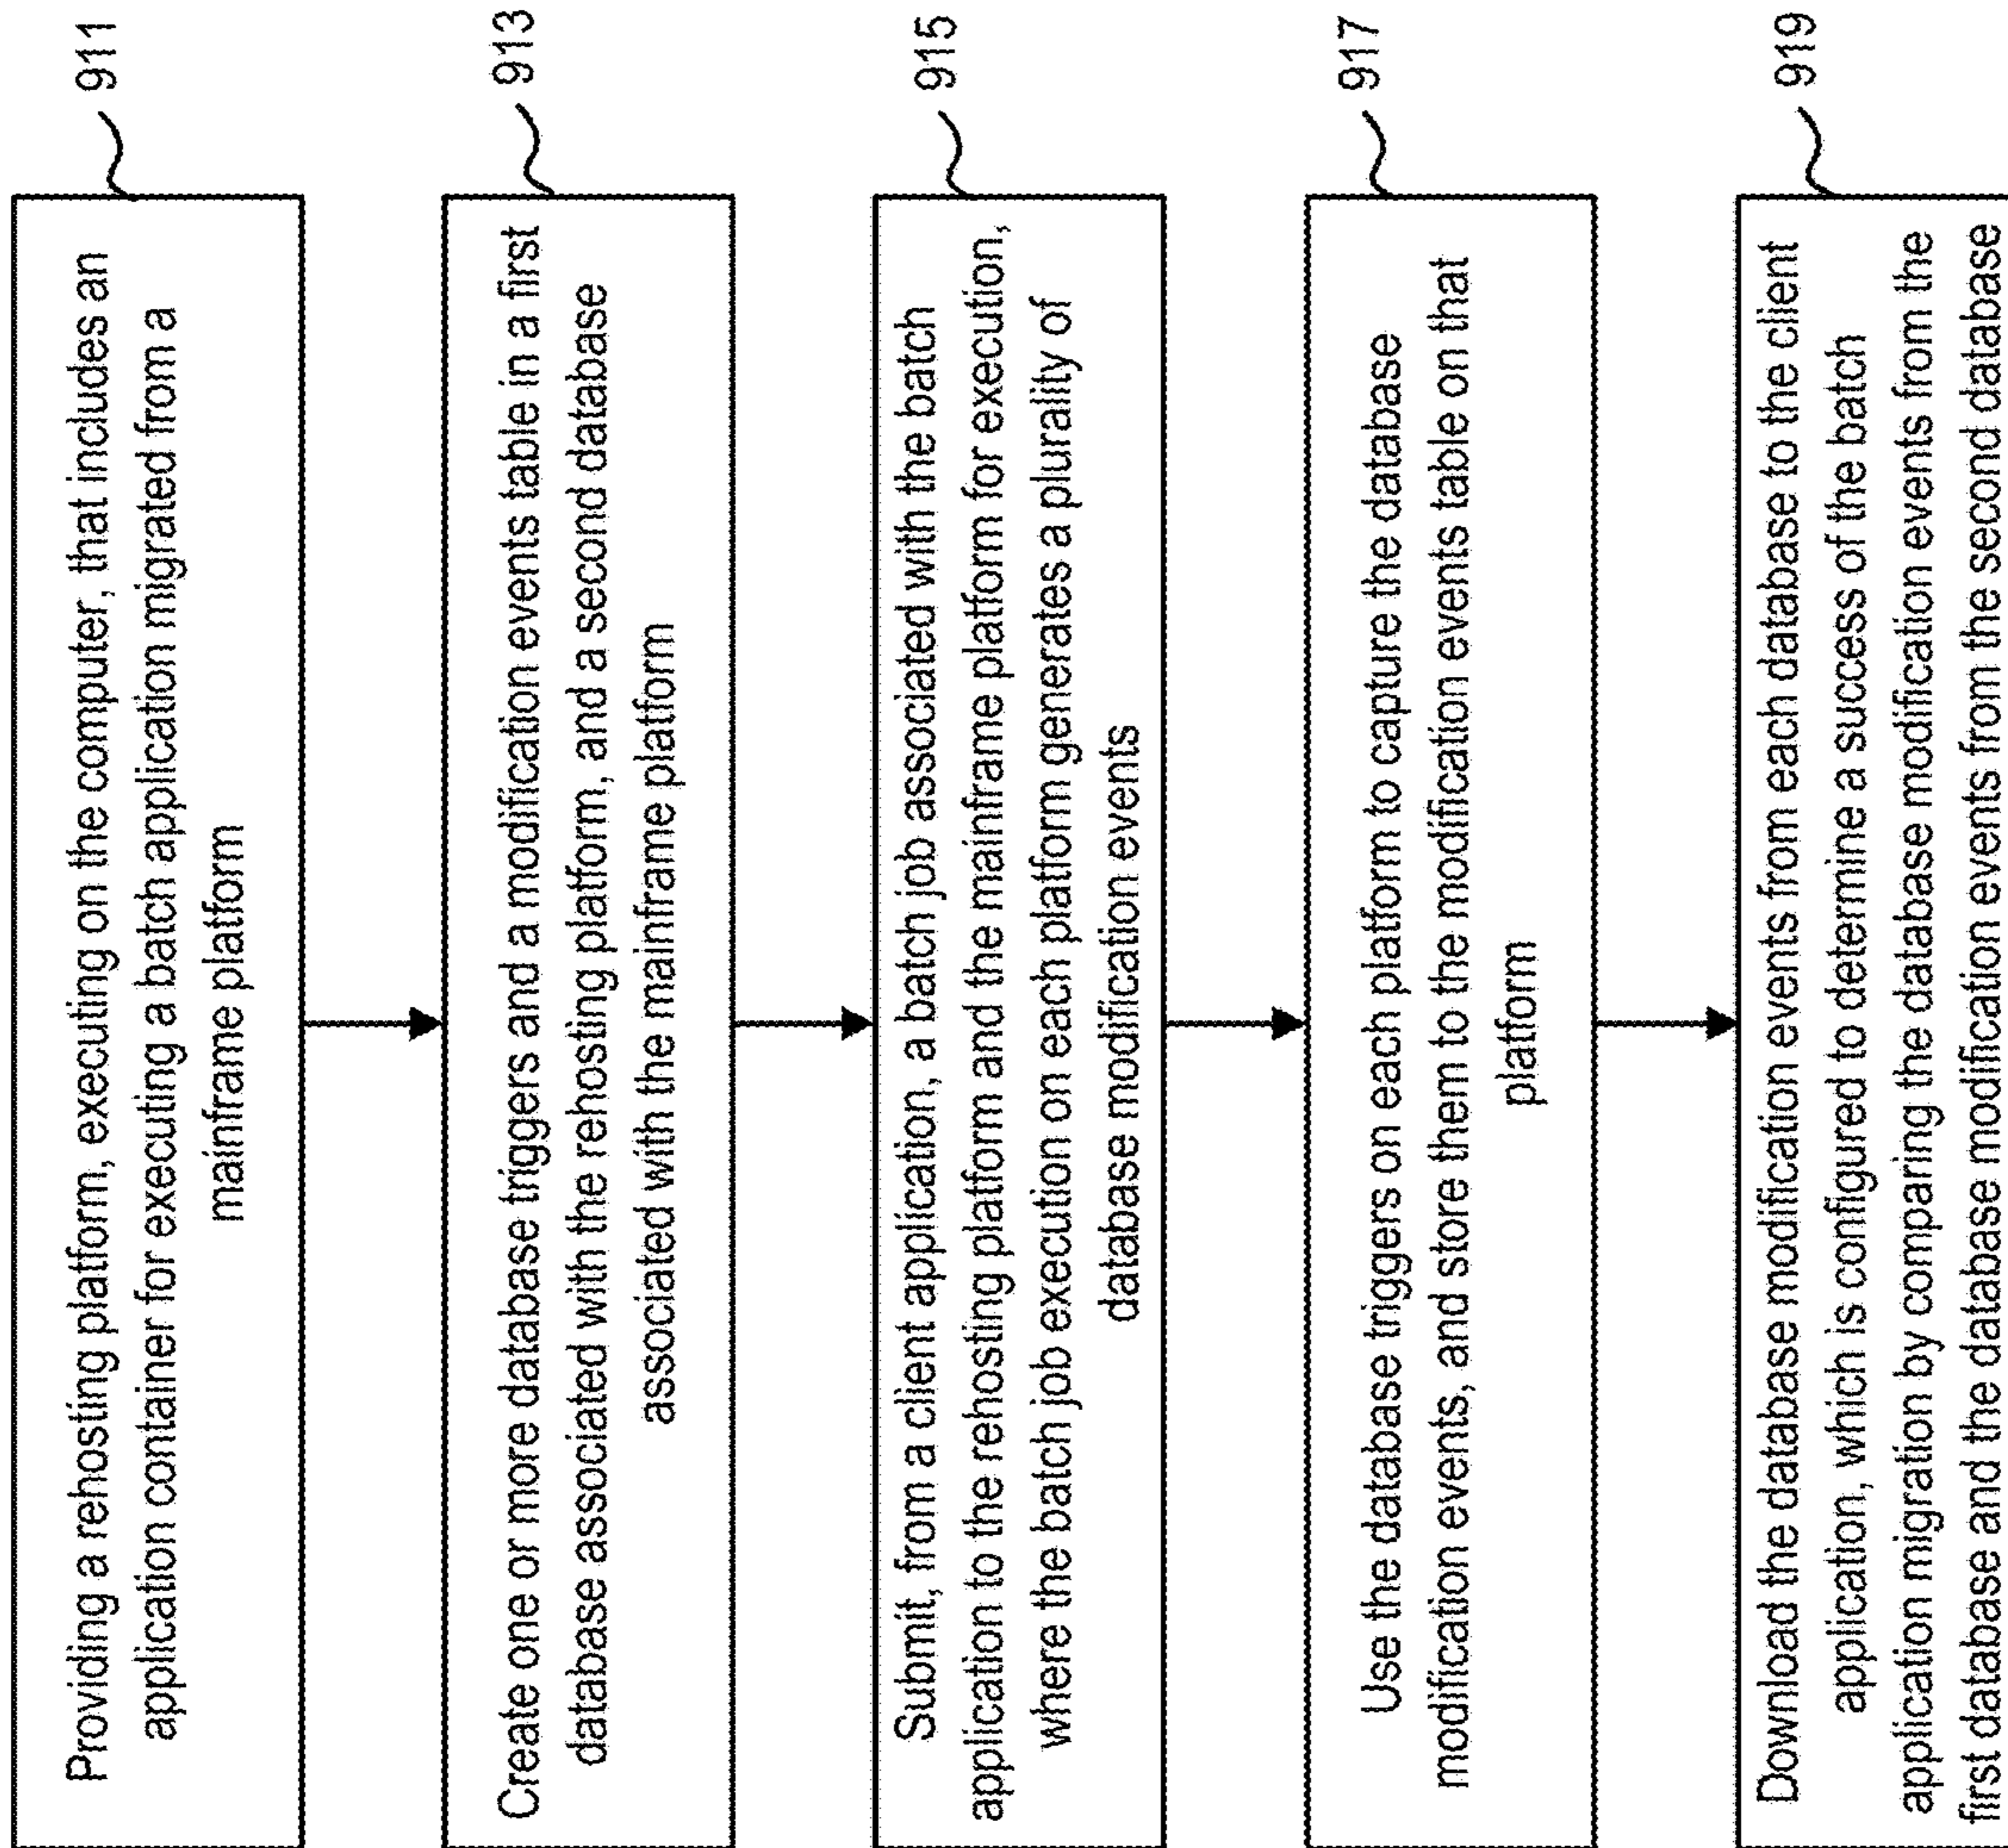 Providing a rehosting platform, executing on the computer, that includes an
application container for executing a batch application migrated from a
mainframe platform
911
Create one or more database triggers and a modification events table in a first
database associated with the rehosting platform, and a second database
associated with the mainframe platform
913
Submit, from a client application, a batch job associated with the batch
application to the rehosting platform and the mainframe platform for execution,
where the batch job execution on each platform generates a plurality of
database modification events
915
Use the database triggers on each platform to capture the database
modification events, and store them to the modification events table on that
platform
917
Download the database modification events from each database to the client
application, which is configured to determine a success of the batch
application migration by comparing the database modification events from the
first database and the database modification events from the second database
919